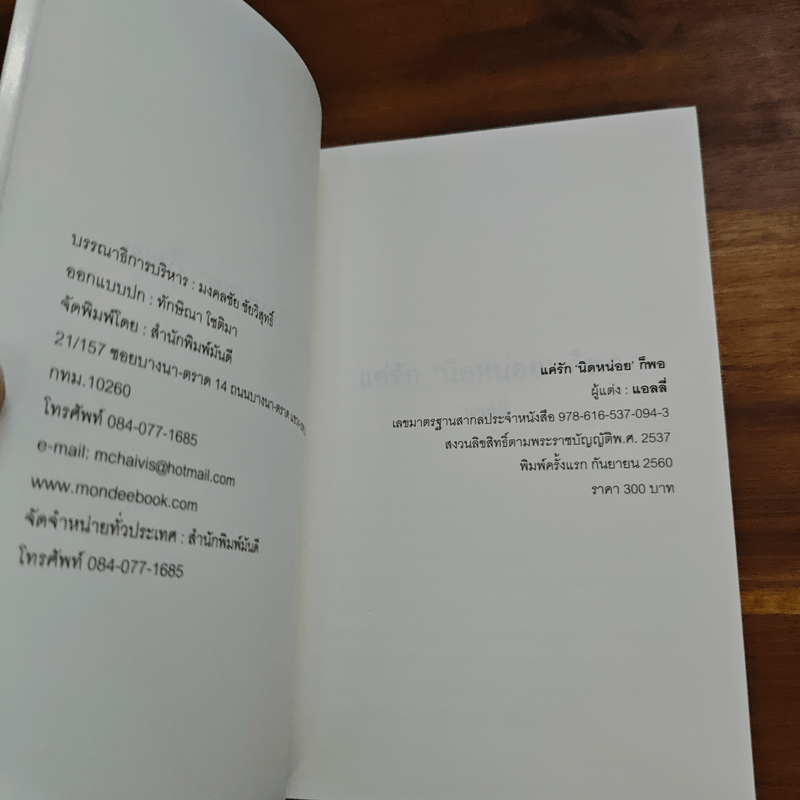 บรรณาธิการบริหาร : มงคลชัย ชัยวิสุทธิ์
ออกแบบปก : ทักษิณา โชติมา
จัดพิมพ์โดย : สำนักพิมพ์มันดี
21/157 ซอยบางนา-ตราด 14 ถนนบางนา-ตราด
กทม.10260
โทรศัพท์ 084-077-1685
e-mail: mchaivis@hotmail.com
www.mondeebook.com
จัดจำหน่ายทั่วประเทศ : สำนักพิมพ์มันดี
โทรศัพท์ 084-077-1685
แค่รัก 'นิดหน่อย' ก็พอ
ผู้แต่ง : แอลลี่
เลขมาตรฐานสากลประจำหนังสือ 978-616-537-094-3
สงวนลิขสิทธิ์ตามพระราชบัญญัติพ.ศ. 2537
พิมพ์ครั้งแรก กันยายน 2560
ราคา 300 บาท